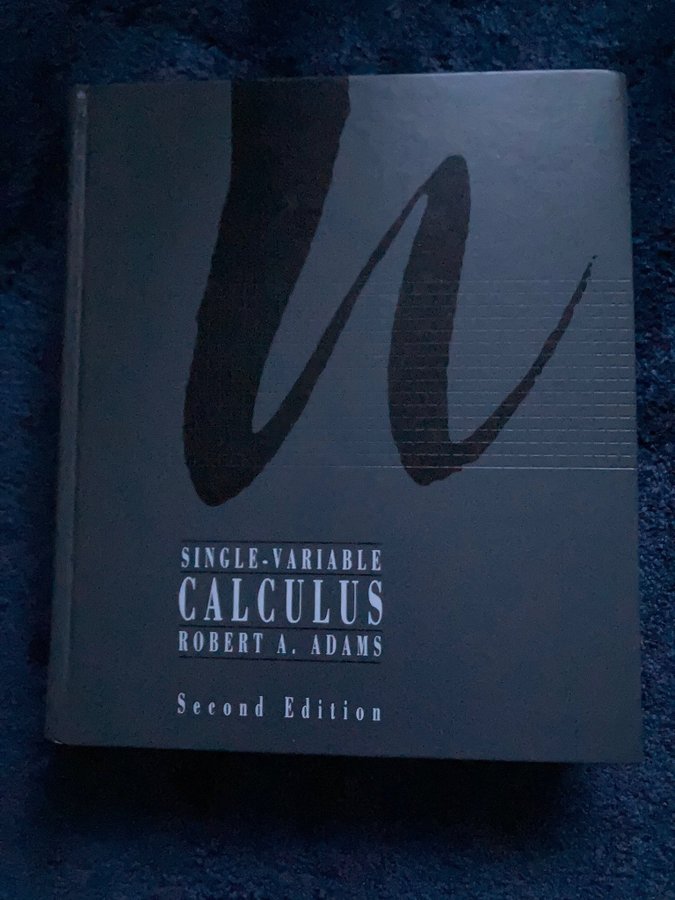 SINGLE-VARIABLE
CALCULUS
ROBERT A. ADAMS
Second Edition